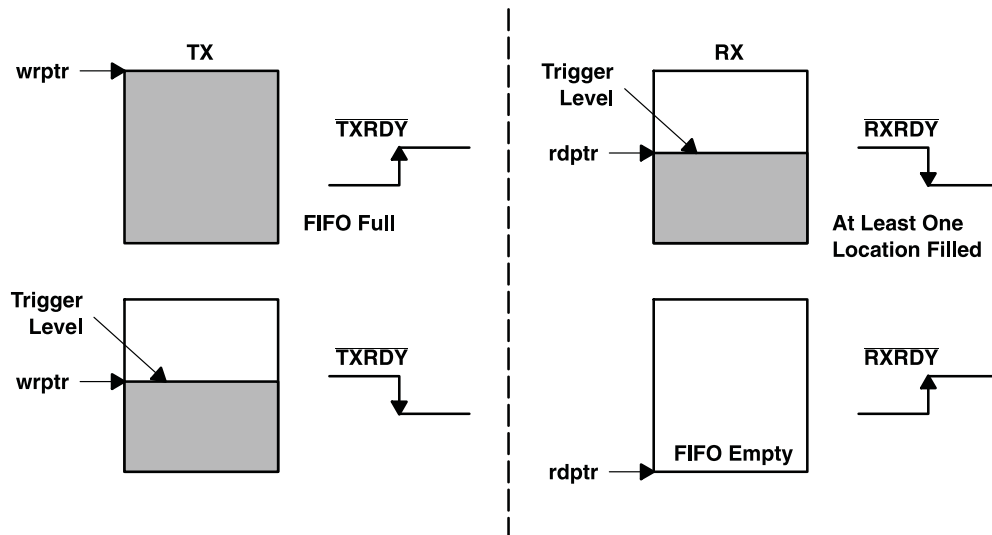 TX
wrptr
TXRDY
FIFO Full
Trigger
Level
wrptr
TXRDY
RX
Trigger
Level
rdptr
RXRDY
At Least One
Location Filled
RXRDY
FIFO Empty
rdptr